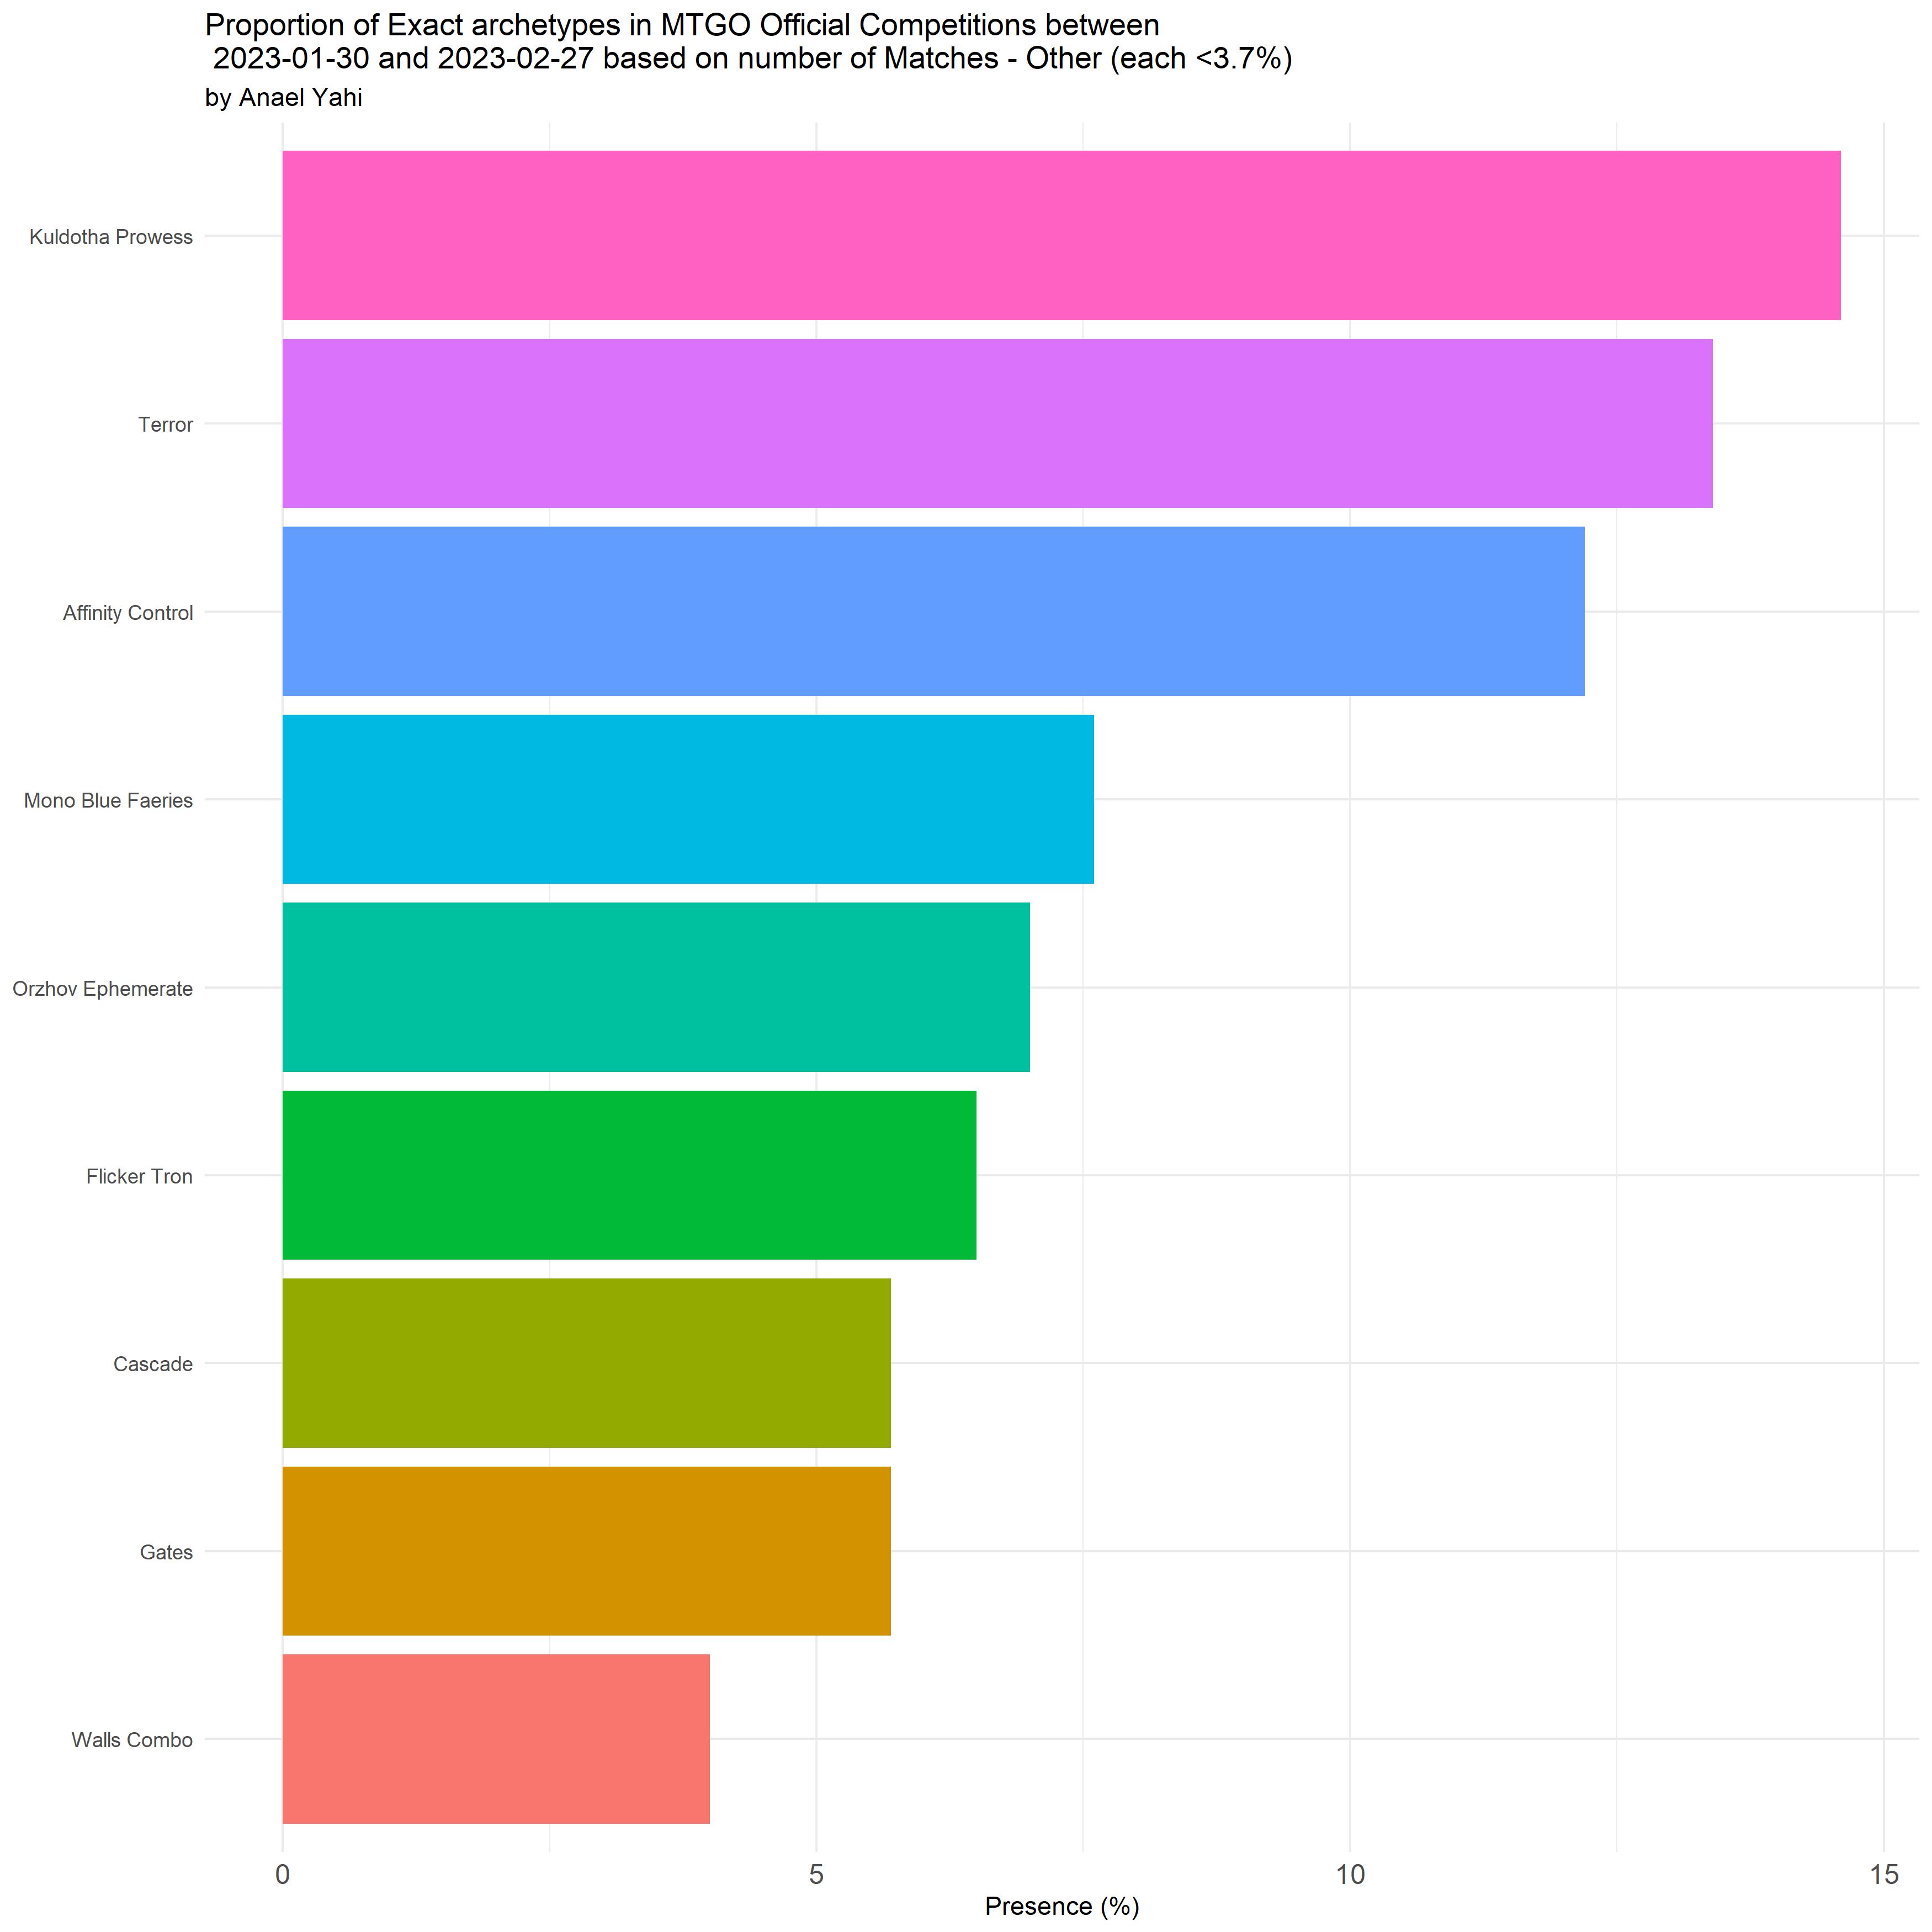 Proportion of Exact archetypes in MTGO Official Competitions between
2023-01-30 and 2023-02-27 based on number of Matches - Other (each <3.7%)
by Anael Yahi
Kuldotha Prowess
Terror
Affinity Control
Mono Blue Faeries
Orzhov Ephemerate
Flicker Tron
Cascade
Gates
Walls Combo
0 5 10 15
Presence (%)